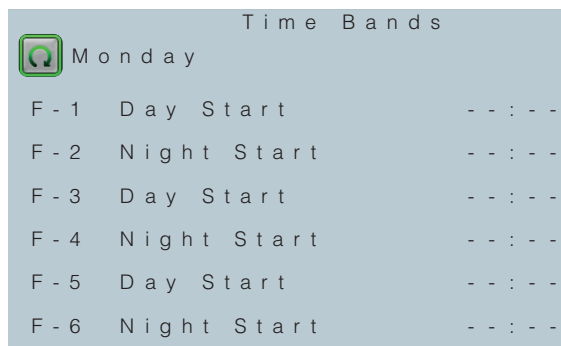 Time Bands
Monday
F-1 Day Start --:--
F-2 Night Start --:--
F-3 Day Start --:--
F-4 Night Start --:--
F-5 Day Start --:--
F-6 Night Start --:--